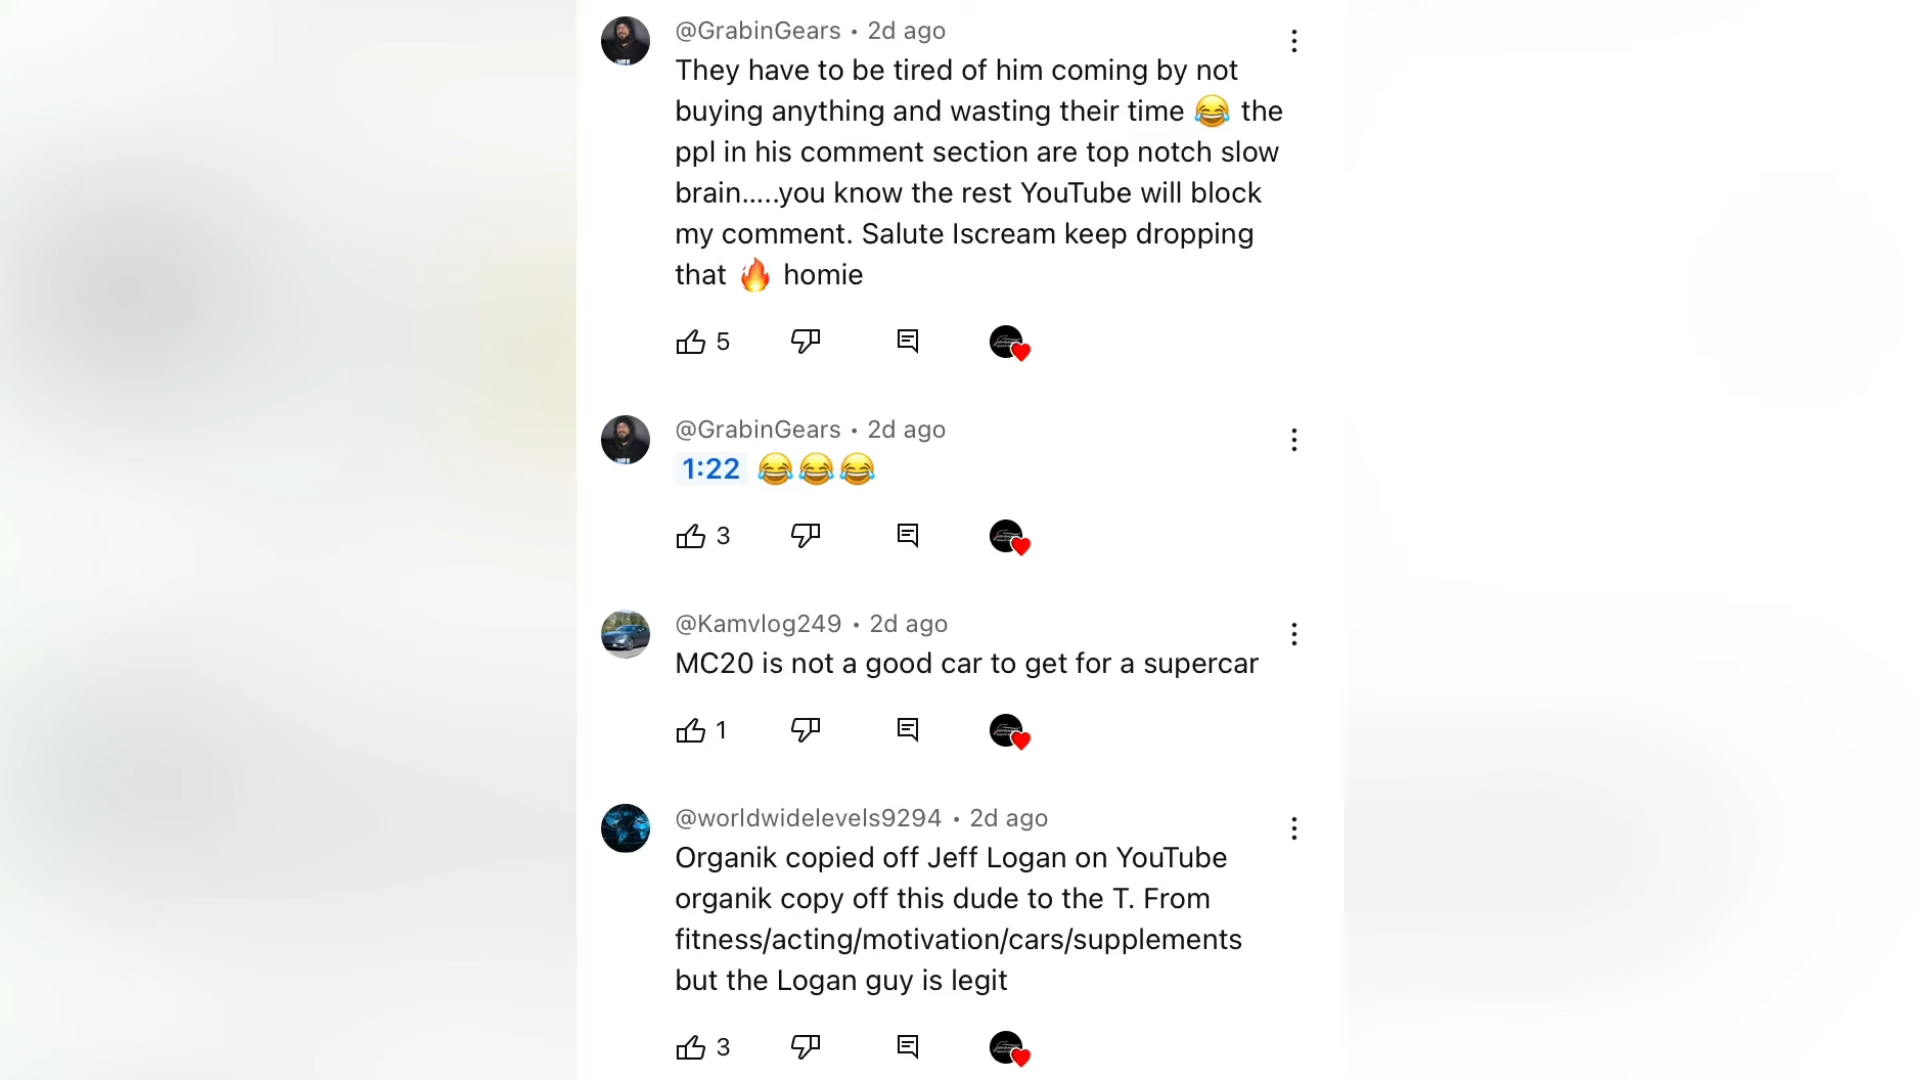 @GrabinGears • 2d ago
They have to be tired of him coming by not
buying anything and wasting their time 😂 the
ppl in his comment section are top notch slow
brain.....you know the rest YouTube will block
my comment. Salute Iscream keep dropping
that 🔥 homie
5
@GrabinGears • 2d ago
1:22 😂😂😂
3
@Kamvlog249 • 2d ago
MC20 is not a good car to get for a supercar
1
@worldwidelevels9294 • 2d ago
Organik copied off Jeff Logan on YouTube
organik copy off this dude to the T. From
fitness/acting/motivation/cars/supplements
but the Logan guy is legit
3